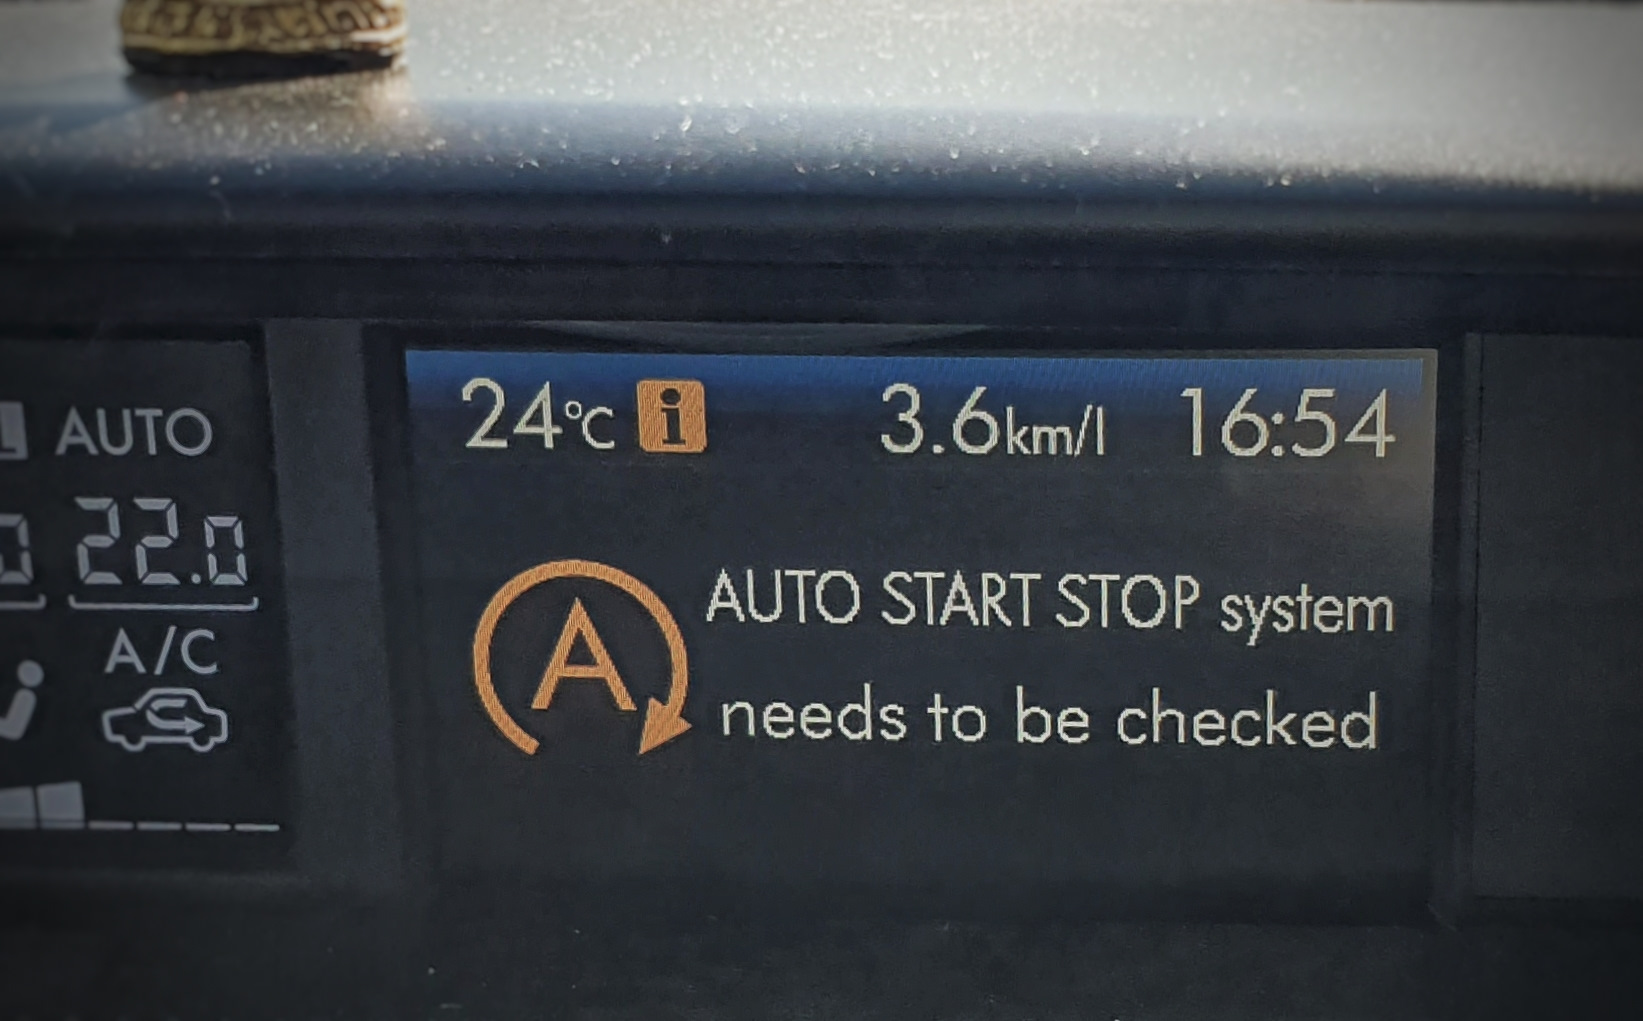 AUTO
22.0
A/C
24°C i 3.6km/l 16:54
A AUTO START STOP system
needs to be checked